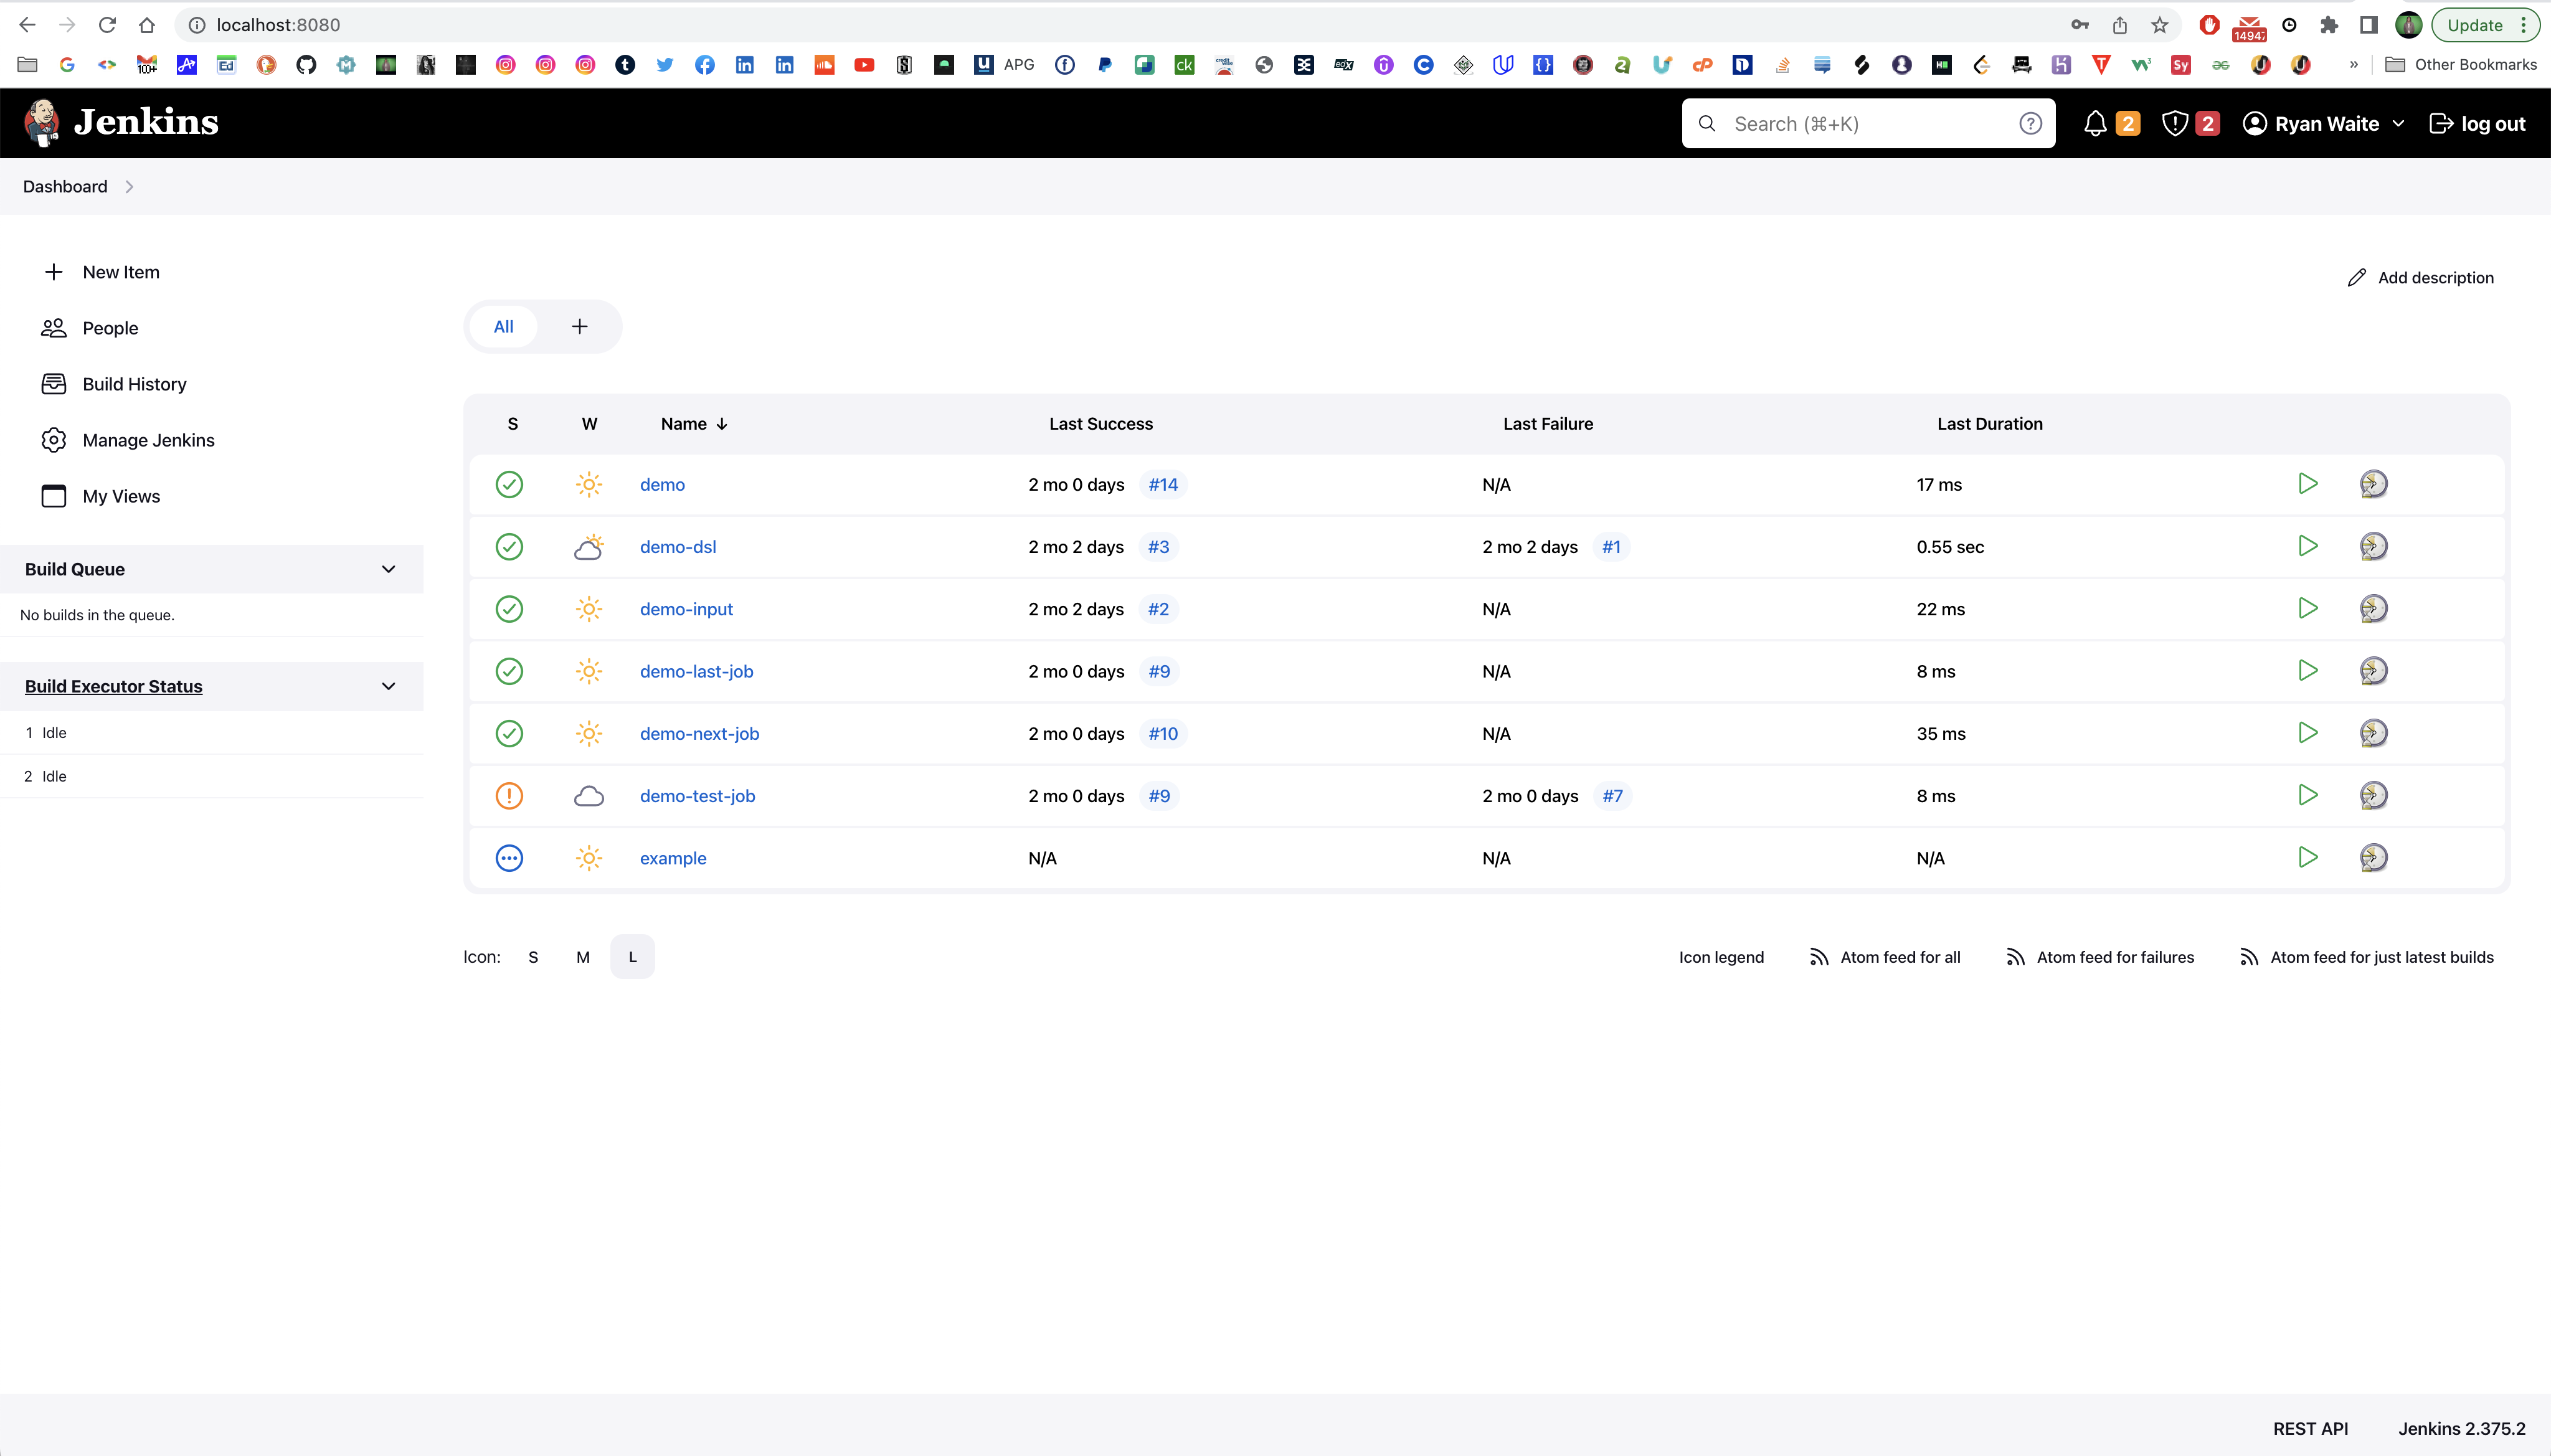 localhost:8080
14947
Update
100+
Ed
APG
ck
CP
Sy
»
Other Bookmarks
Jenkins
Search (⌘+K)
2
2
Ryan Waite
log out
Dashboard
New Item
People
Build History
Manage Jenkins
My Views
Build Queue
No builds in the queue.
Build Executor Status
1 Idle
2 Idle
Add description
All +
S W Name ↓ Last Success Last Failure Last Duration
demo 2 mo 0 days #14 N/A 17 ms
demo-dsl 2 mo 2 days #3 2 mo 2 days #1 0.55 sec
demo-input 2 mo 2 days #2 N/A 22 ms
demo-last-job 2 mo 0 days #9 N/A 8 ms
demo-next-job 2 mo 0 days #10 N/A 35 ms
demo-test-job 2 mo 0 days #9 2 mo 0 days #7 8 ms
example N/A N/A N/A
Icon: S M L
Icon legend Atom feed for all Atom feed for failures Atom feed for just latest builds
REST API Jenkins 2.375.2